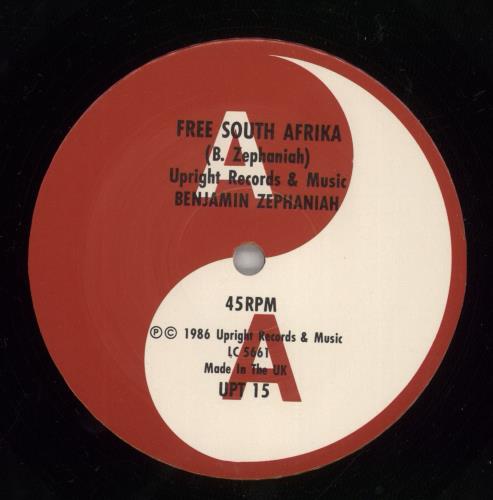 A
FREE SOUTH AFRIKA
(B. Zephaniah)
Upright Records & Music
BENJAMIN ZEPHANIAH
45RPM
A
℗ © 1986 Upright Records & Music
LC 5661
Made In The UK
UPT 15